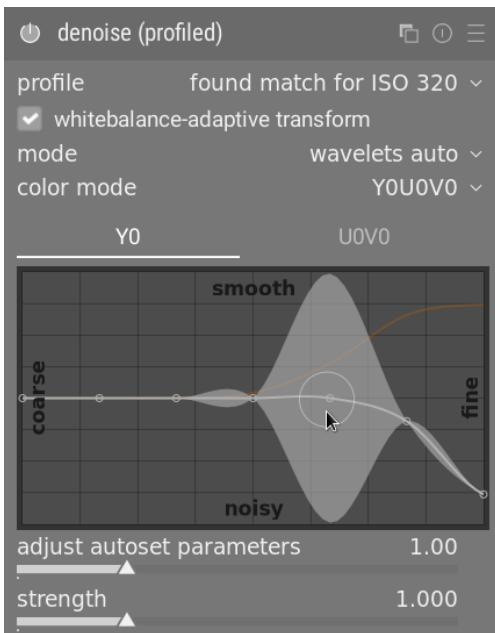 denoise (profiled)
profile found match for ISO 320
whitebalance-adaptive transform
mode wavelets auto
color mode Y0U0V0
Y0 U0V0
smooth
coarse
fine
noisy
adjust autoset parameters 1.00
strength 1.000